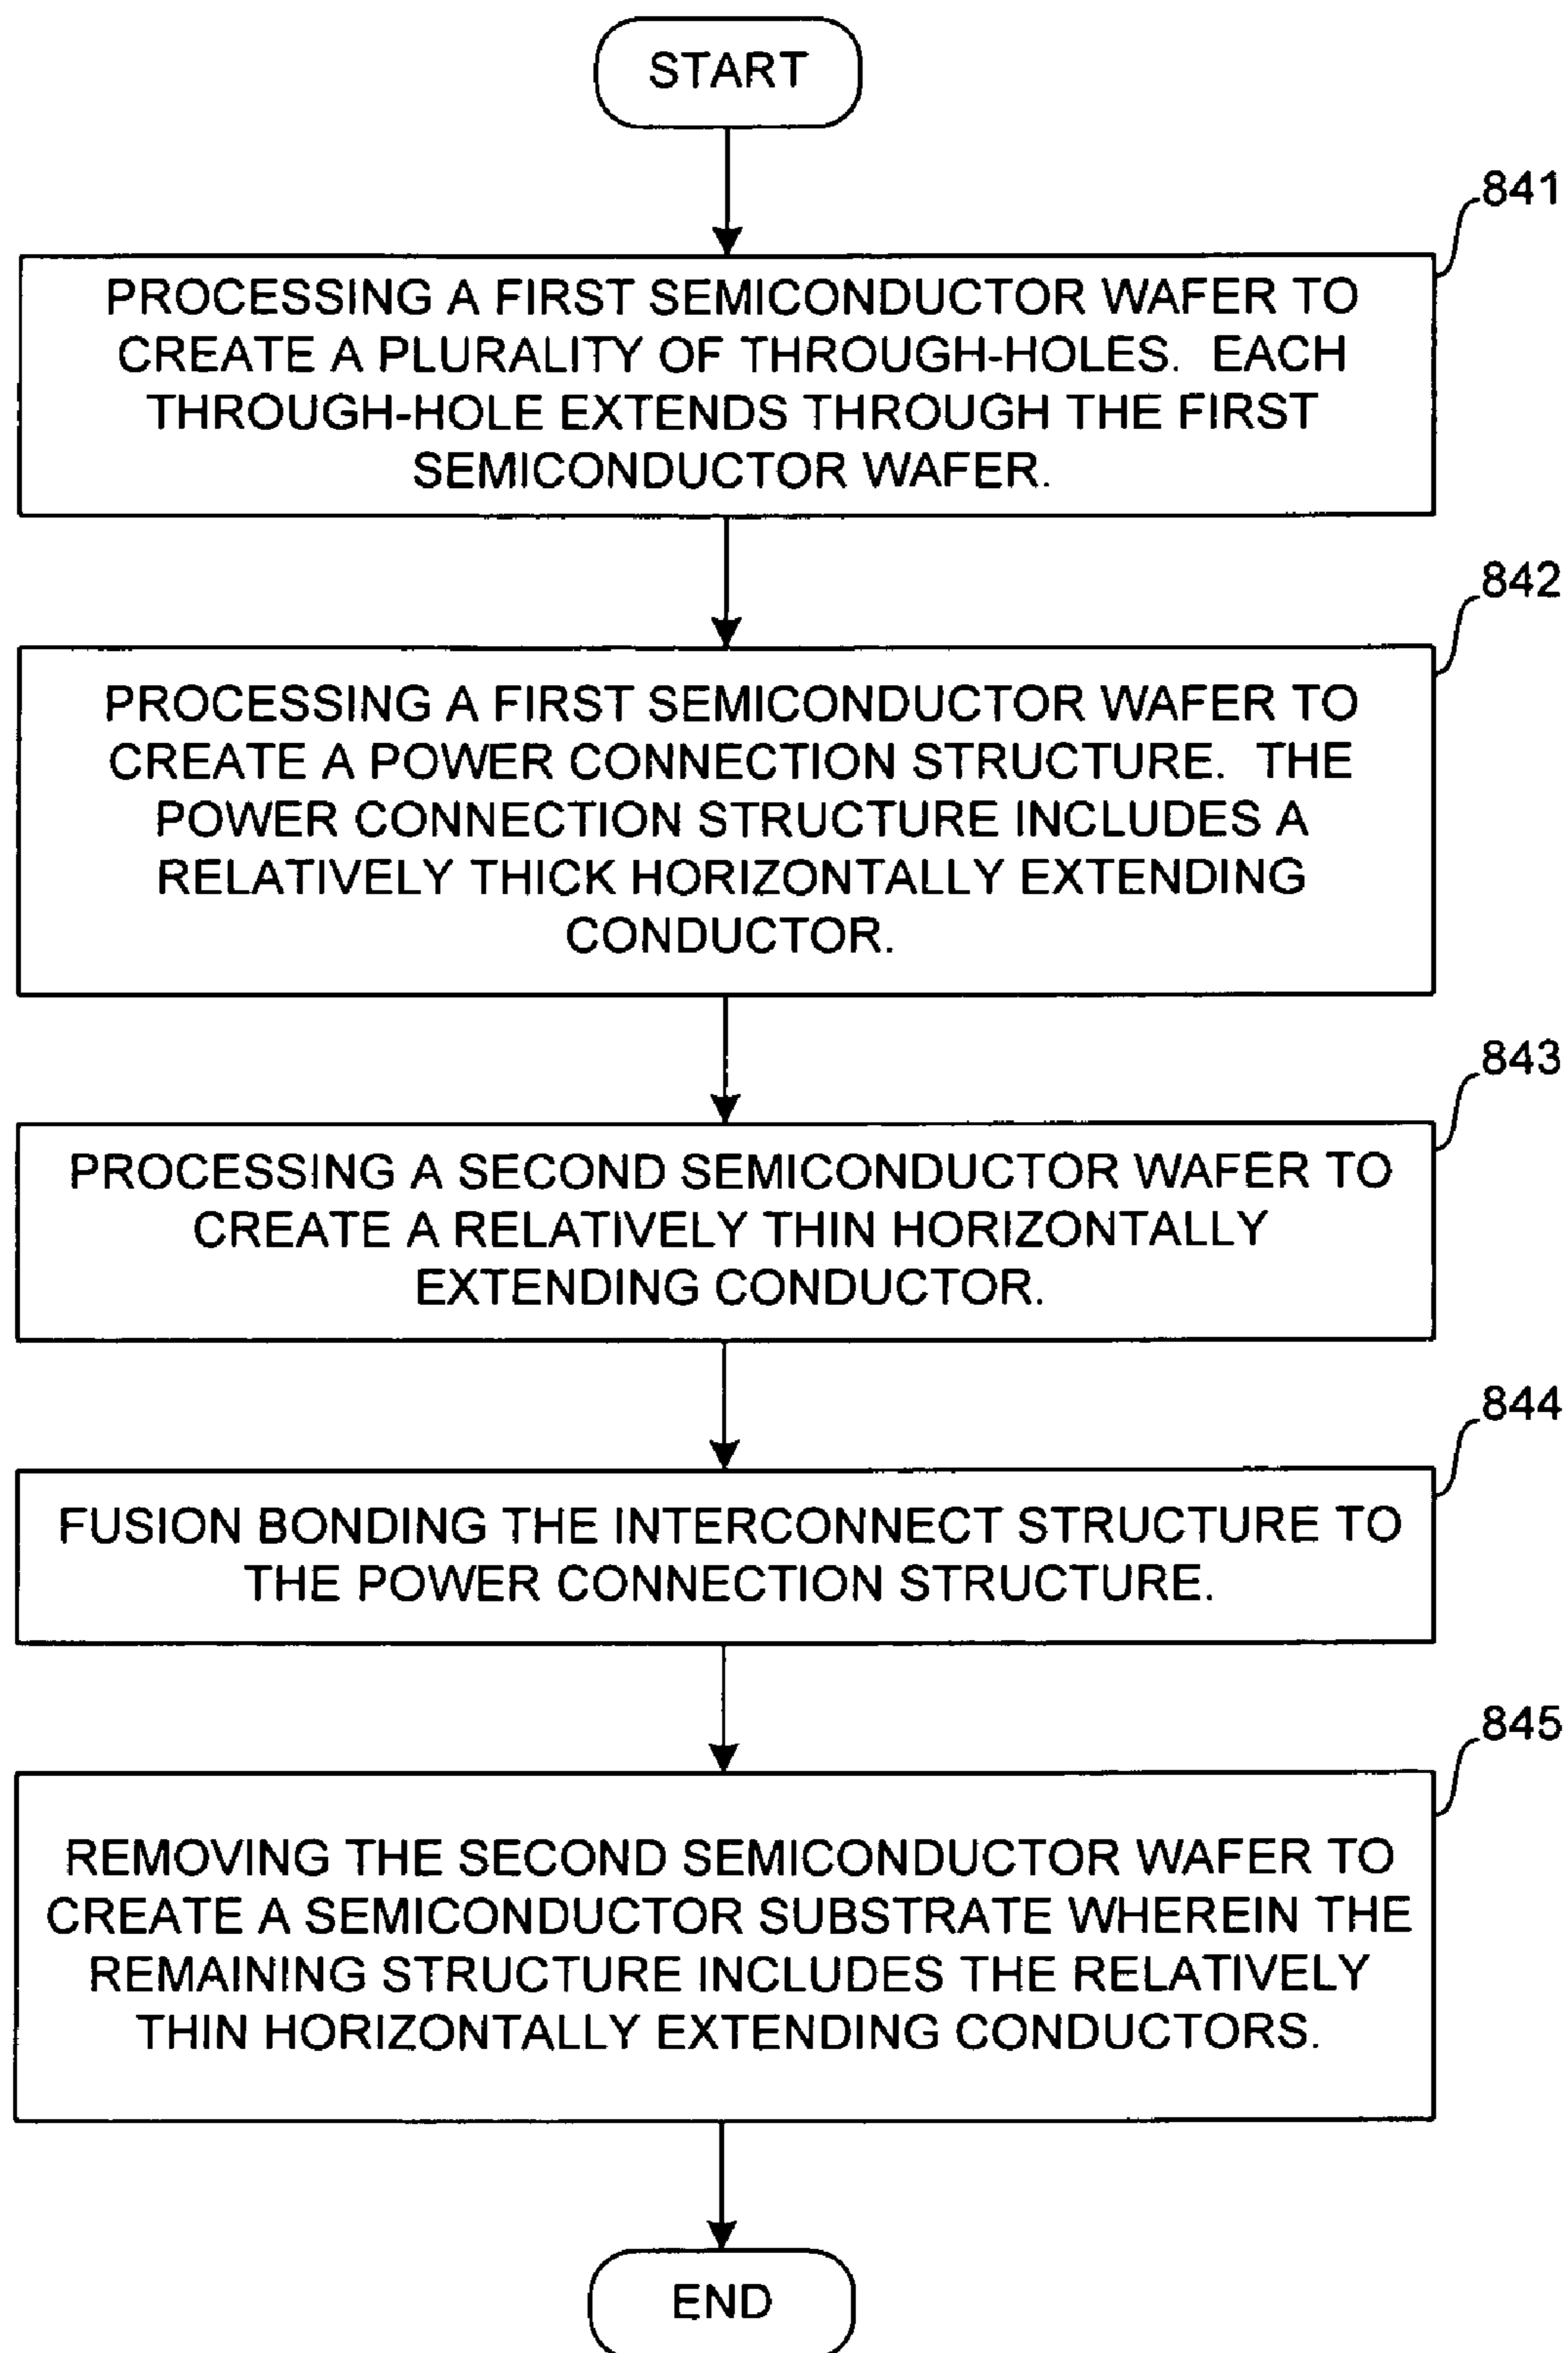 START
841
PROCESSING A FIRST SEMICONDUCTOR WAFER TO
CREATE A PLURALITY OF THROUGH-HOLES. EACH
THROUGH-HOLE EXTENDS THROUGH THE FIRST
SEMICONDUCTOR WAFER.
842
PROCESSING A FIRST SEMICONDUCTOR WAFER TO
CREATE A POWER CONNECTION STRUCTURE. THE
POWER CONNECTION STRUCTURE INCLUDES A
RELATIVELY THICK HORIZONTALLY EXTENDING
CONDUCTOR.
843
PROCESSING A SECOND SEMICONDUCTOR WAFER TO
CREATE A RELATIVELY THIN HORIZONTALLY
EXTENDING CONDUCTOR.
844
FUSION BONDING THE INTERCONNECT STRUCTURE TO
THE POWER CONNECTION STRUCTURE.
845
REMOVING THE SECOND SEMICONDUCTOR WAFER TO
CREATE A SEMICONDUCTOR SUBSTRATE WHEREIN THE
REMAINING STRUCTURE INCLUDES THE RELATIVELY
THIN HORIZONTALLY EXTENDING CONDUCTORS.
END